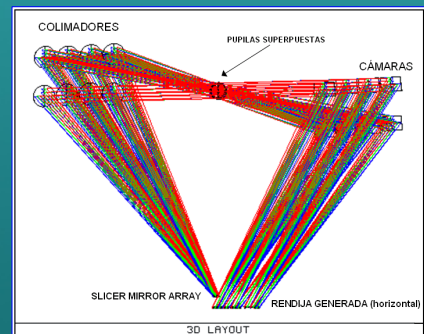 COLIMADORES
PUPILAS SUPERPUESTAS
CÁMARAS
SLICER MIRROR ARRAY
RENDIJA GENERADA (horizontal)
3D LAYOUT